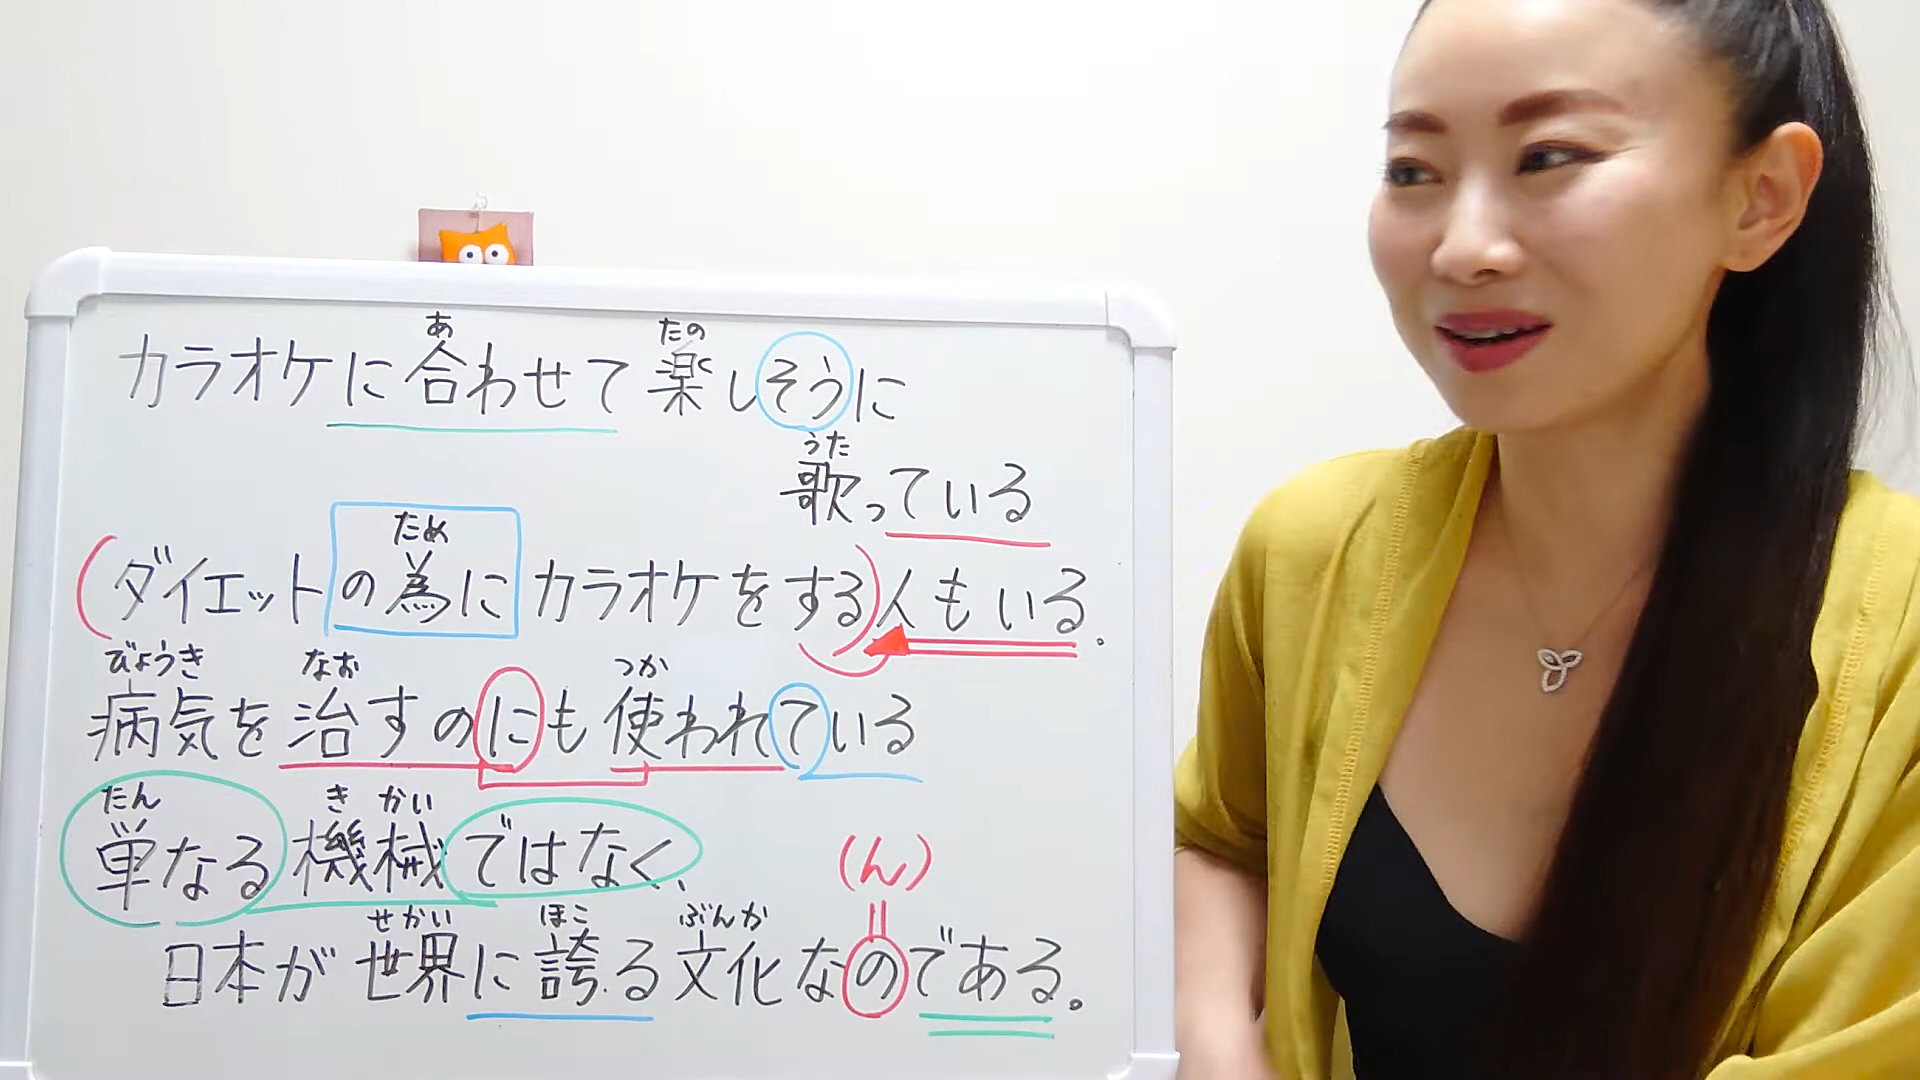 あ たの
カラオケに合わせて楽しそうに
うた
歌っている
ため
(ダイエットの為にカラオケをする)人もいる。
びょうき なお つか
病気を治すのにも使われている
たん きかい
単なる機械ではなく、
(ん)
せかい ほこ ぶんか
日本が世界に誇る文化なのである。